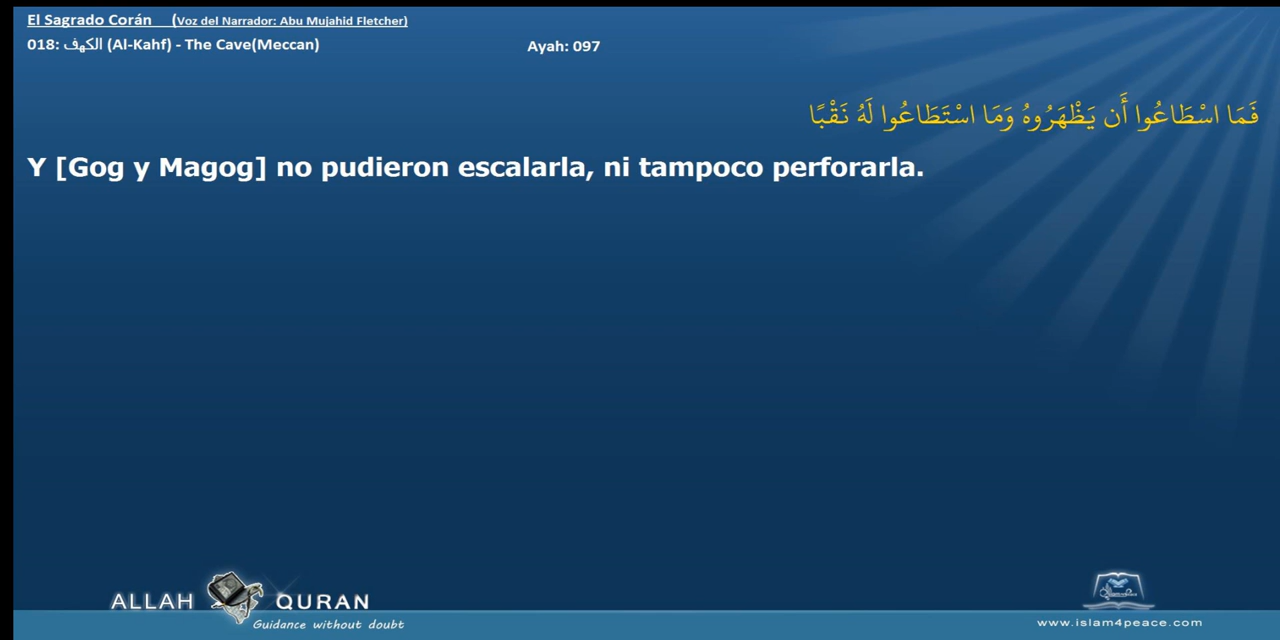 El Sagrado Corán (Voz del Narrador: Abu Mujahid Fletcher)
018: الكهف (Al-Kahf) - The Cave(Meccan)
Ayah: 097
فَمَا اسْطَاعُوا أَن يَظْهَرُوهُ وَمَا اسْتَطَاعُوا لَهُ نَقْبًا
Y [Gog y Magog] no pudieron escalarla, ni tampoco perforarla.
ALLAH QURAN
Guidance without doubt
www.islam4peace.com